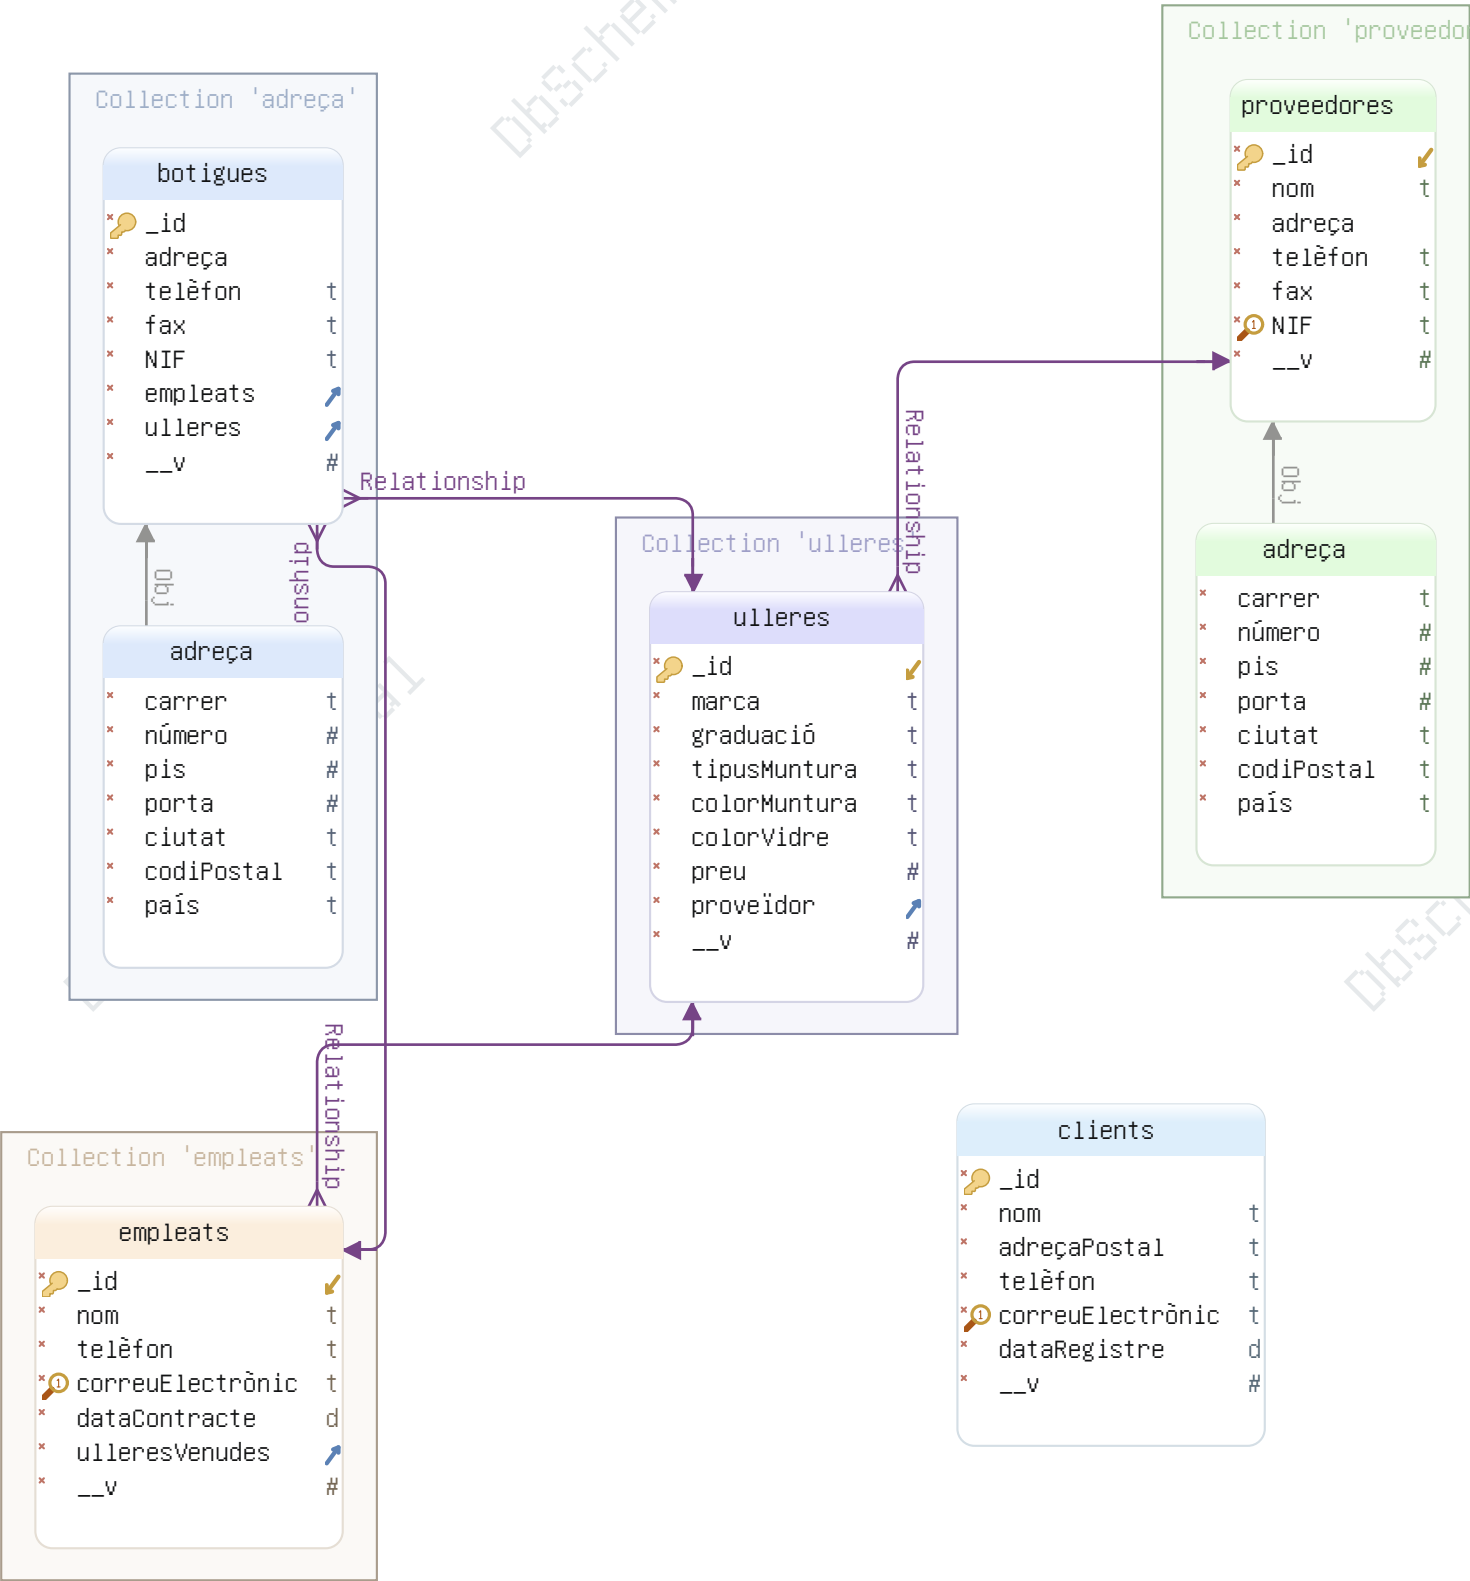 Collection 'adreça'
botigues
_id
adreça
telèfon t
fax t
NIF t
empleats
ulleres
__v #
Relationship
Obj
onship
adreça
carrer t
número #
pis #
porta #
ciutat t
codiPostal t
país t
Collection 'proveedor
proveedores
_id
nom t
adreça
telèfon t
fax t
NIF t
__v #
Relationship
Obj
adreça
carrer t
número #
pis #
porta #
ciutat t
codiPostal t
país t
Collection 'ulleres
ulleres
_id
marca t
graduació t
tipusMuntura t
colorMuntura t
colorVidre t
preu #
proveïdor
__v #
Relationship
Collection 'empleats'
empleats
_id
nom t
telèfon t
correuElectrònic t
dataContracte d
ulleresVenudes
__v #
clients
_id
nom t
adreçaPostal t
telèfon t
correuElectrònic t
dataRegistre d
__v #